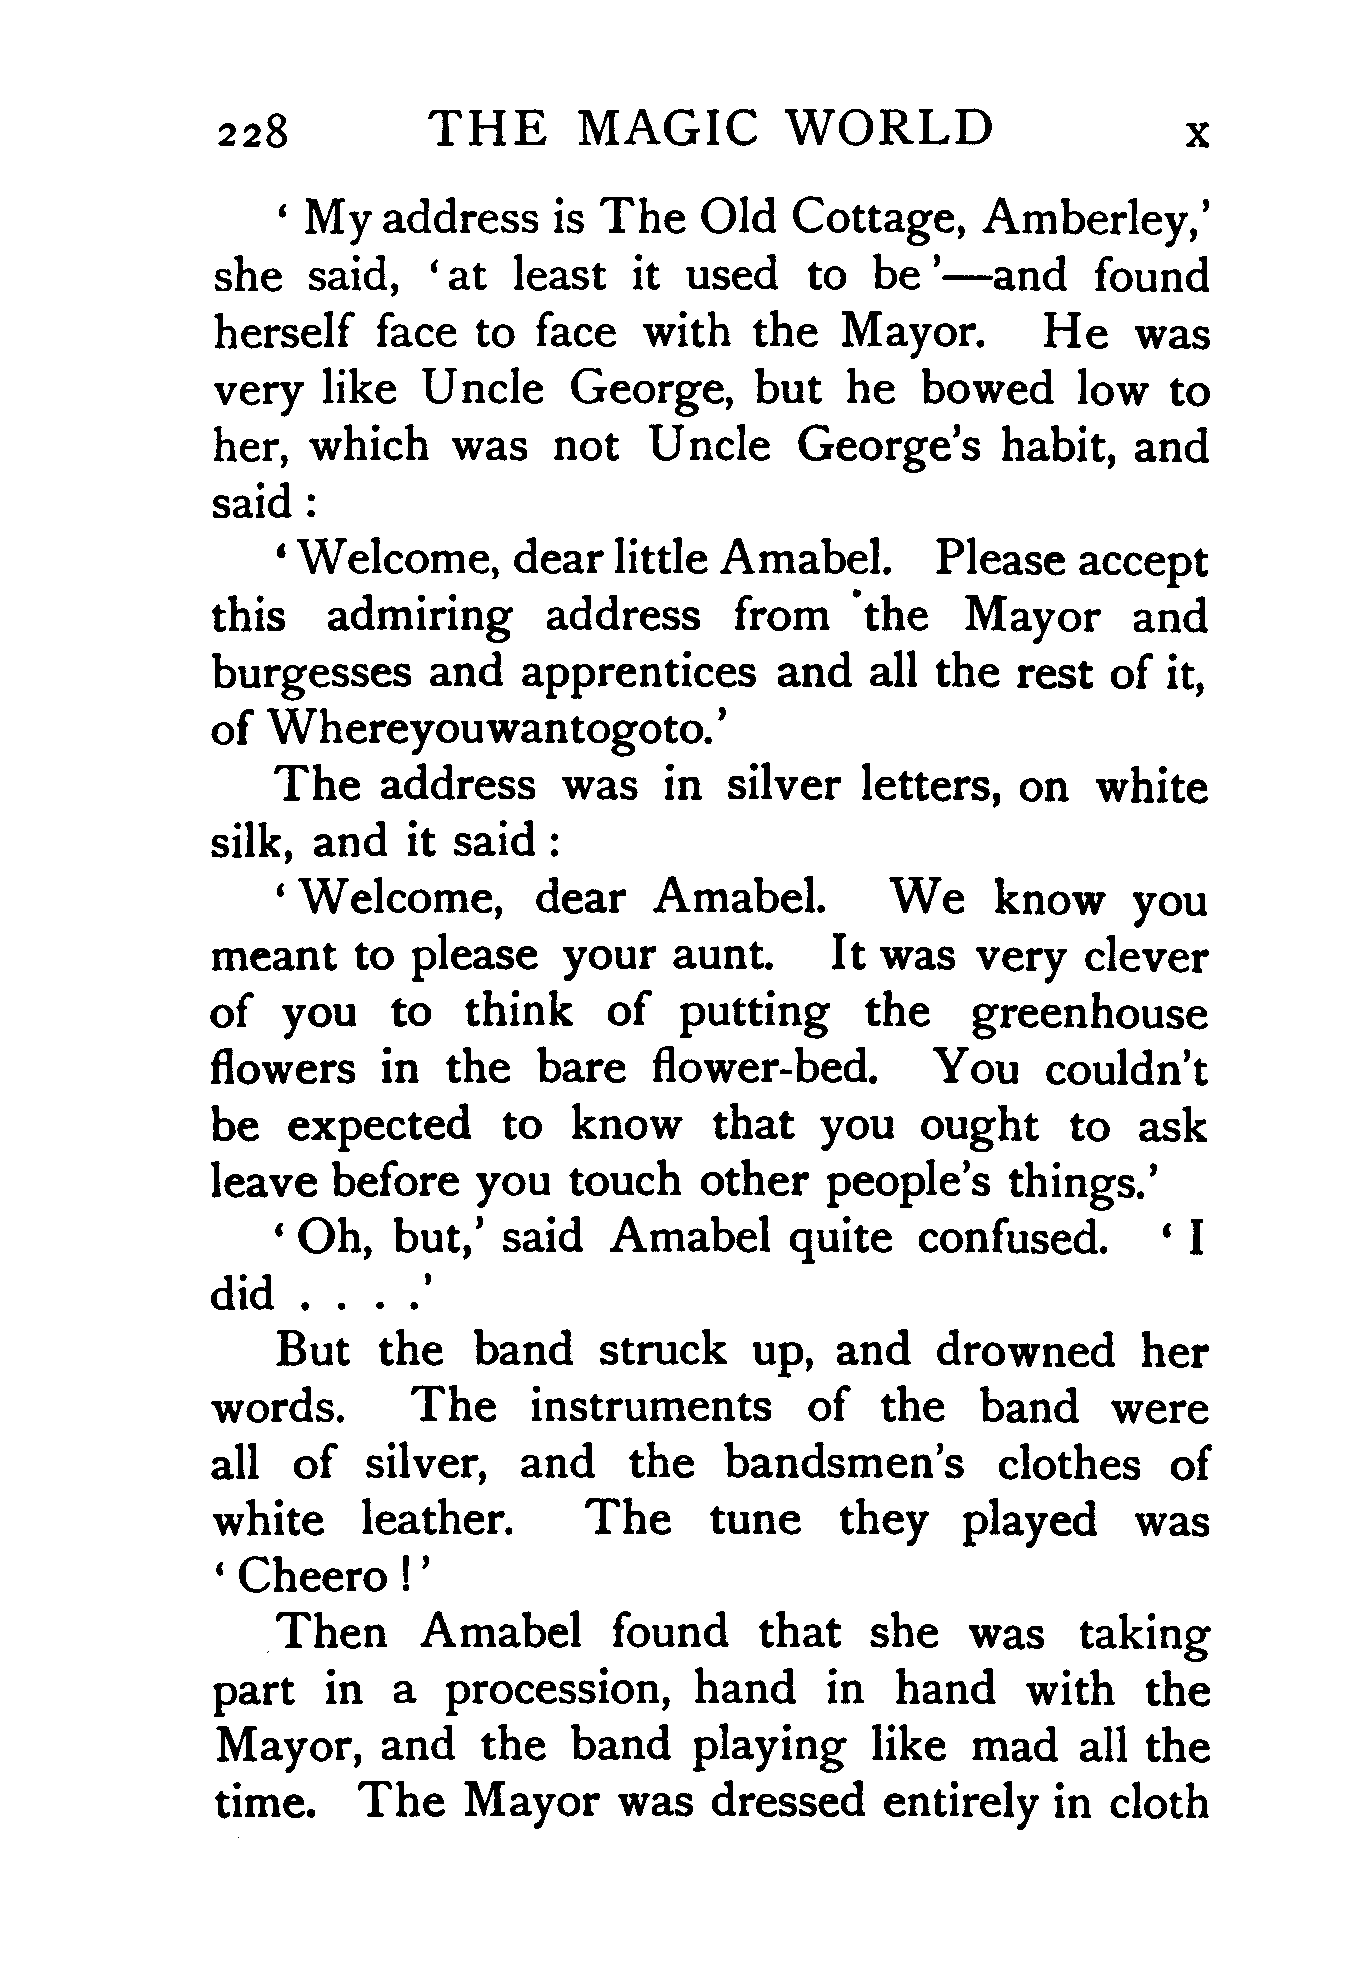 228 THE MAGIC WORLD x
‘ My address is The Old Cottage, Amberley,’
she said, ‘ at least it used to be ’—and found
herself face to face with the Mayor. He was
very like Uncle George, but he bowed low to
her, which was not Uncle George’s habit, and
said :
‘ Welcome, dear little Amabel. Please accept
this admiring address from the Mayor and
burgesses and apprentices and all the rest of it,
of Whereyouwantogoto.’
The address was in silver letters, on white
silk, and it said :
‘ Welcome, dear Amabel. We know you
meant to please your aunt. It was very clever
of you to think of putting the greenhouse
flowers in the bare flower-bed. You couldn’t
be expected to know that you ought to ask
leave before you touch other people’s things.’
‘ Oh, but,’ said Amabel quite confused. ‘ I
did . . . .’
But the band struck up, and drowned her
words. The instruments of the band were
all of silver, and the bandsmen’s clothes of
white leather. The tune they played was
‘ Cheero ! ’
Then Amabel found that she was taking
part in a procession, hand in hand with the
Mayor, and the band playing like mad all the
time. The Mayor was dressed entirely in cloth